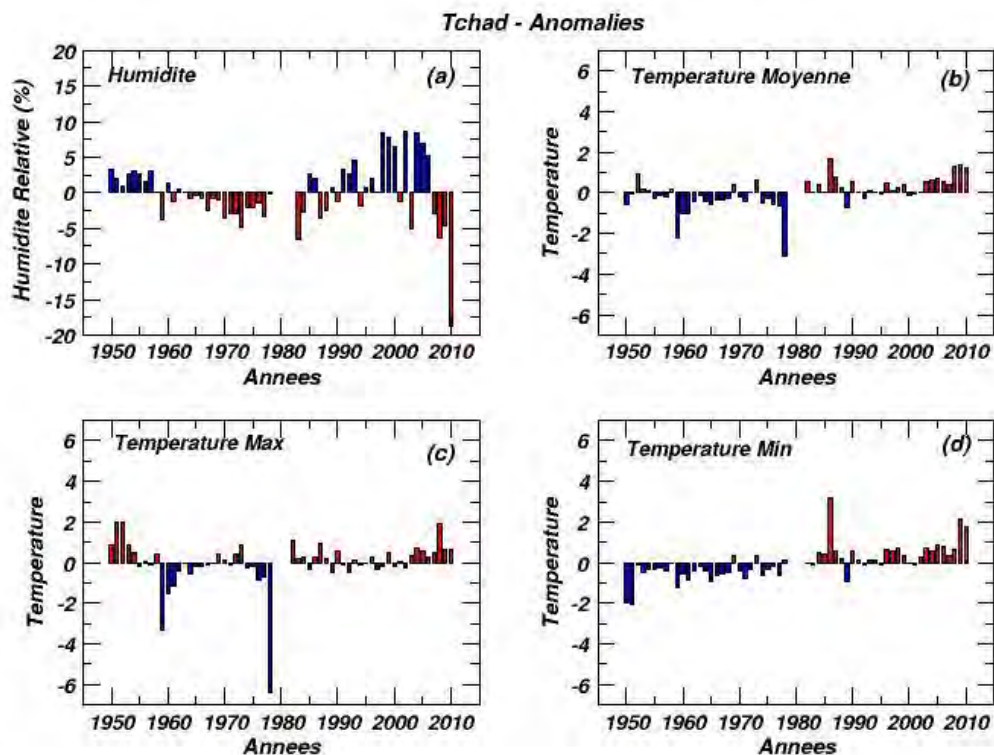 Tchad - Anomalies
Humidite (a)
Humidite Relative (%)
20
15
10
5
0
-5
-10
-15
-20
1950 1960 1970 1980 1990 2000 2010
Annees
Temperature Moyenne (b)
Temperature
6
4
2
0
-2
-4
-6
1950 1960 1970 1980 1990 2000 2010
Annees
Temperature Max (c)
Temperature
6
4
2
0
-2
-4
-6
1950 1960 1970 1980 1990 2000 2010
Annees
Temperature Min (d)
Temperature
6
4
2
0
-2
-4
-6
1950 1960 1970 1980 1990 2000 2010
Annees